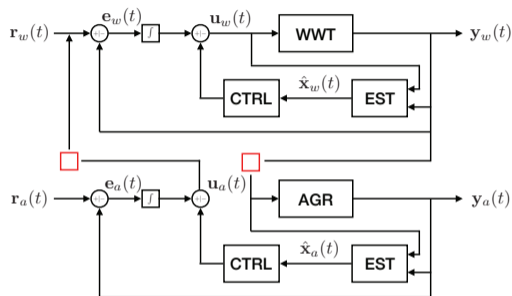 r_w(t) e_w(t) ∫ u_w(t) WWT y_w(t)
+/− +/−
x̂_w(t)
CTRL EST
r_a(t) e_a(t) ∫ u_a(t) AGR y_a(t)
+/− +/−
x̂_a(t)
CTRL EST